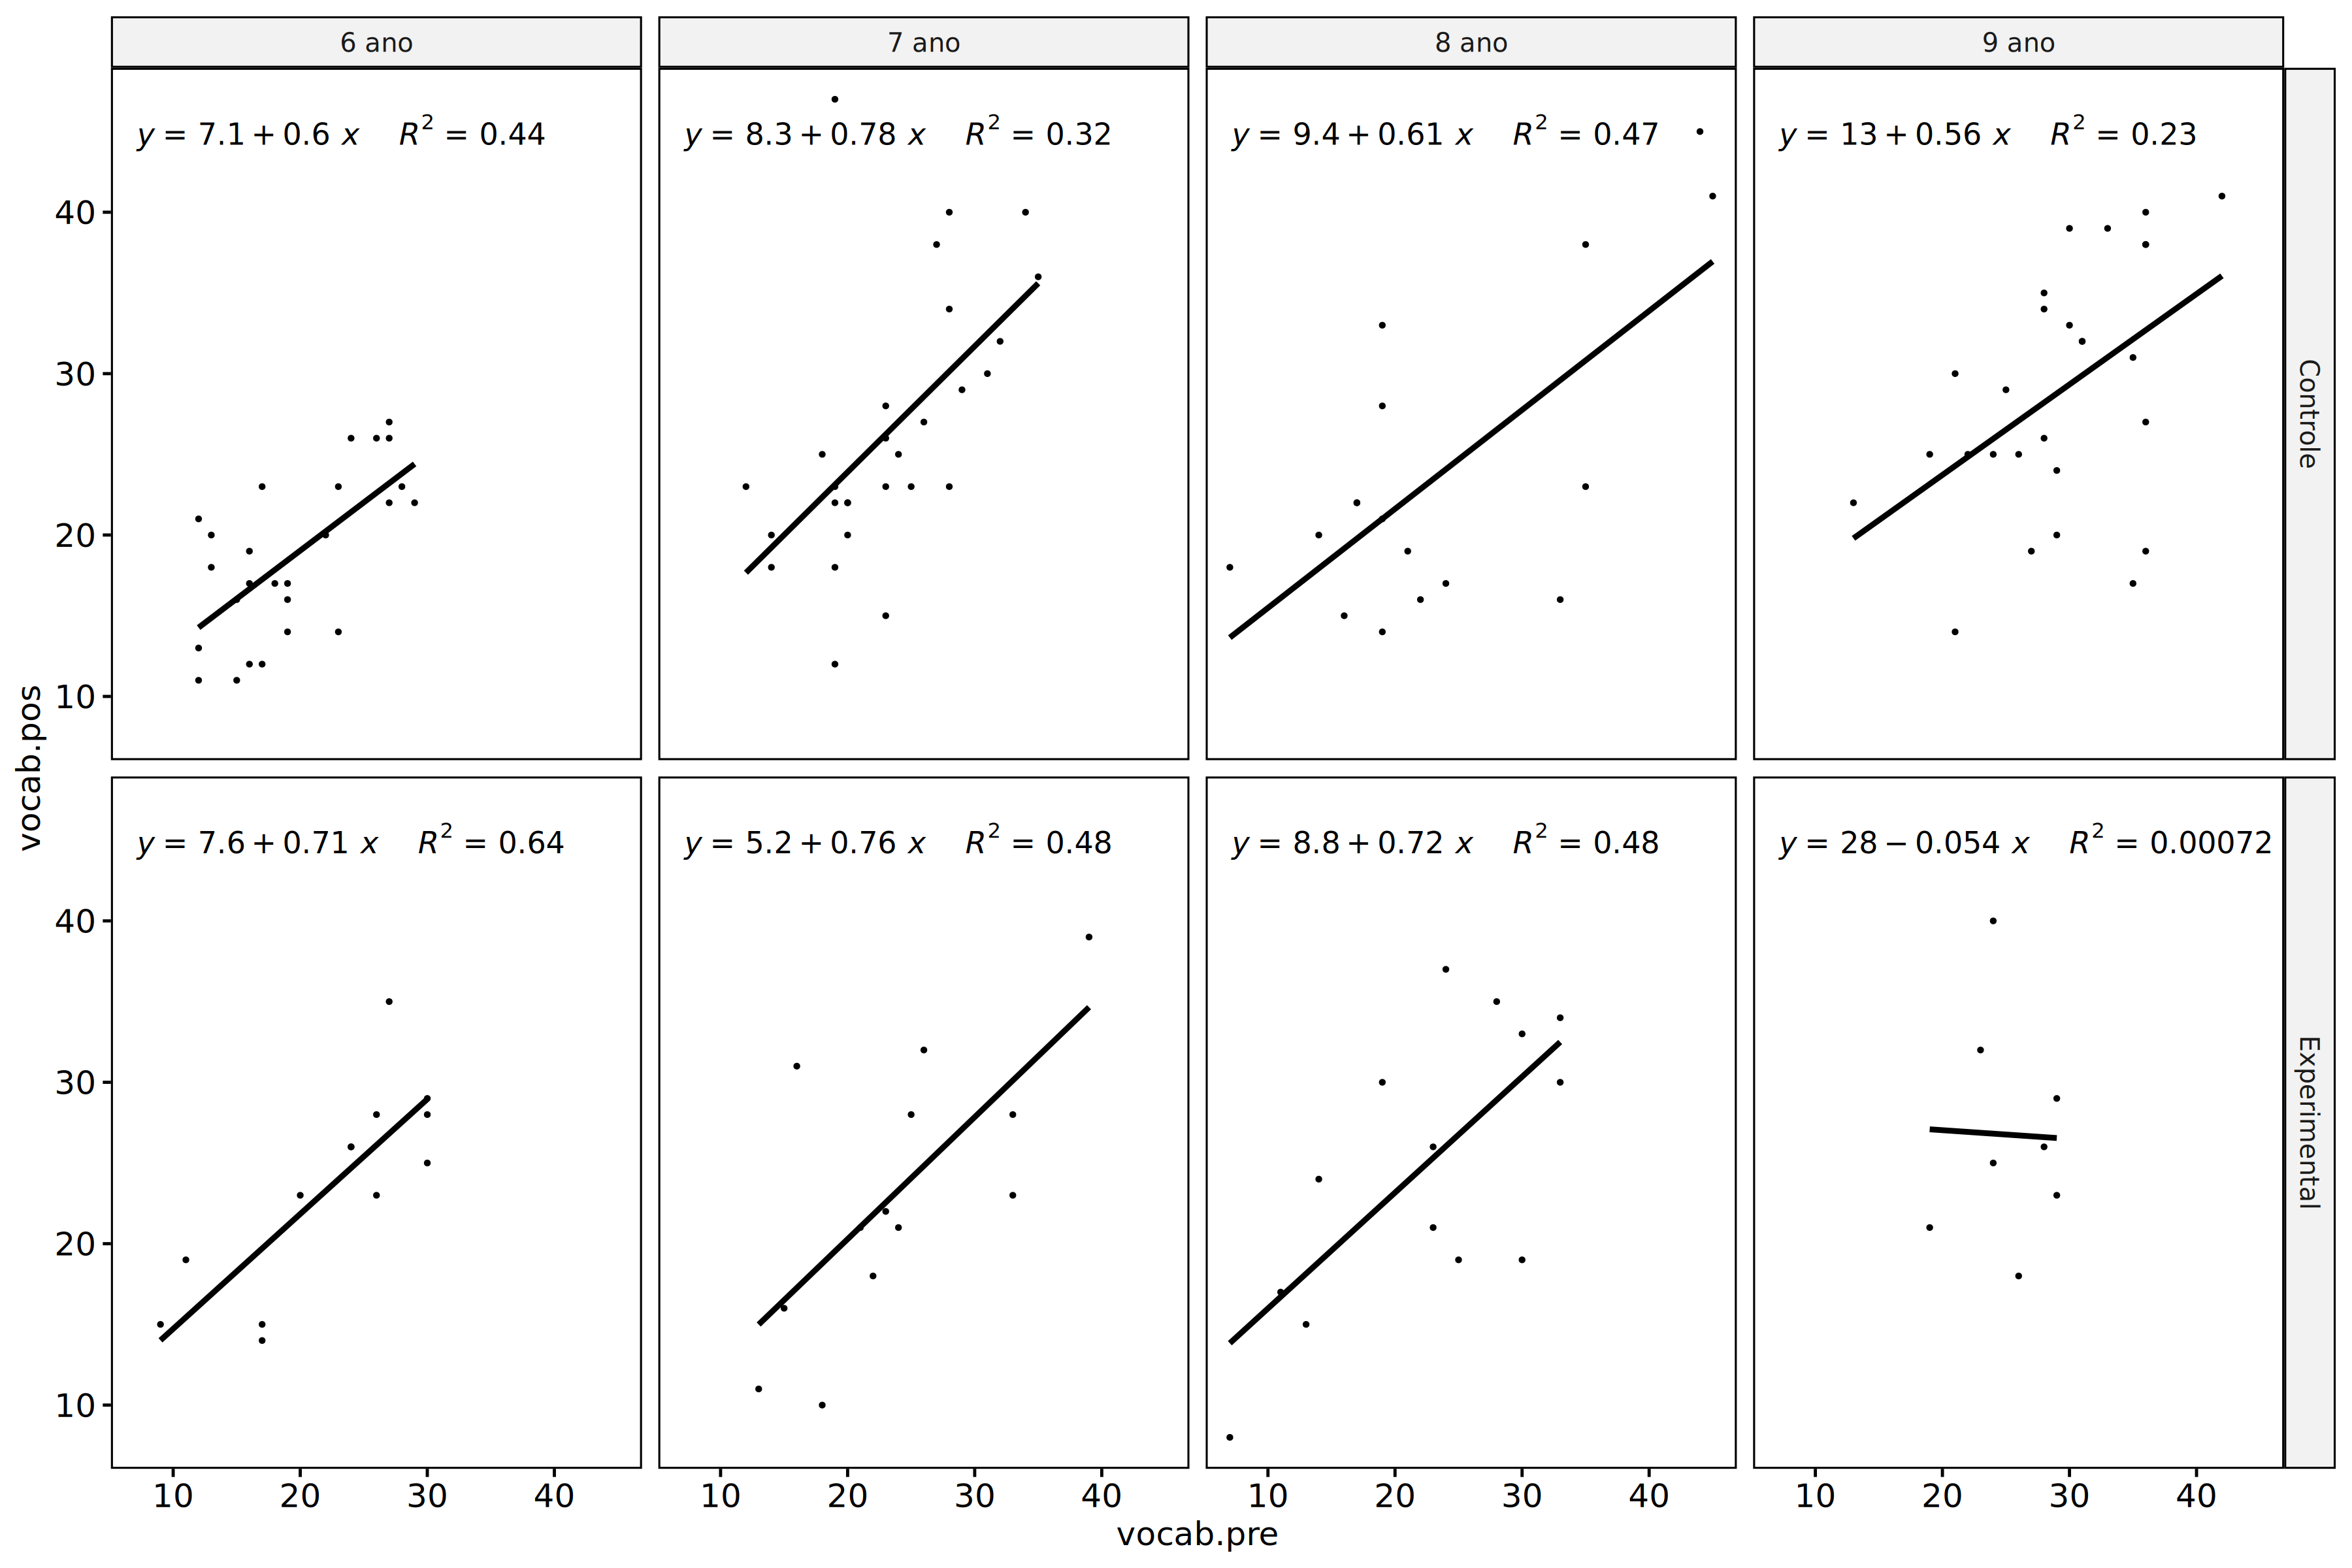 6 ano 7 ano 8 ano 9 ano
y = 7.1 + 0.6 x R² = 0.44
y = 8.3 + 0.78 x R² = 0.32
y = 9.4 + 0.61 x R² = 0.47
y = 13 + 0.56 x R² = 0.23
40
30
20
10
Controle
vocab.pos
y = 7.6 + 0.71 x R² = 0.64
y = 5.2 + 0.76 x R² = 0.48
y = 8.8 + 0.72 x R² = 0.48
y = 28 − 0.054 x R² = 0.00072
40
30
20
10
Experimental
10 20 30 40 10 20 30 40 10 20 30 40 10 20 30 40
vocab.pre